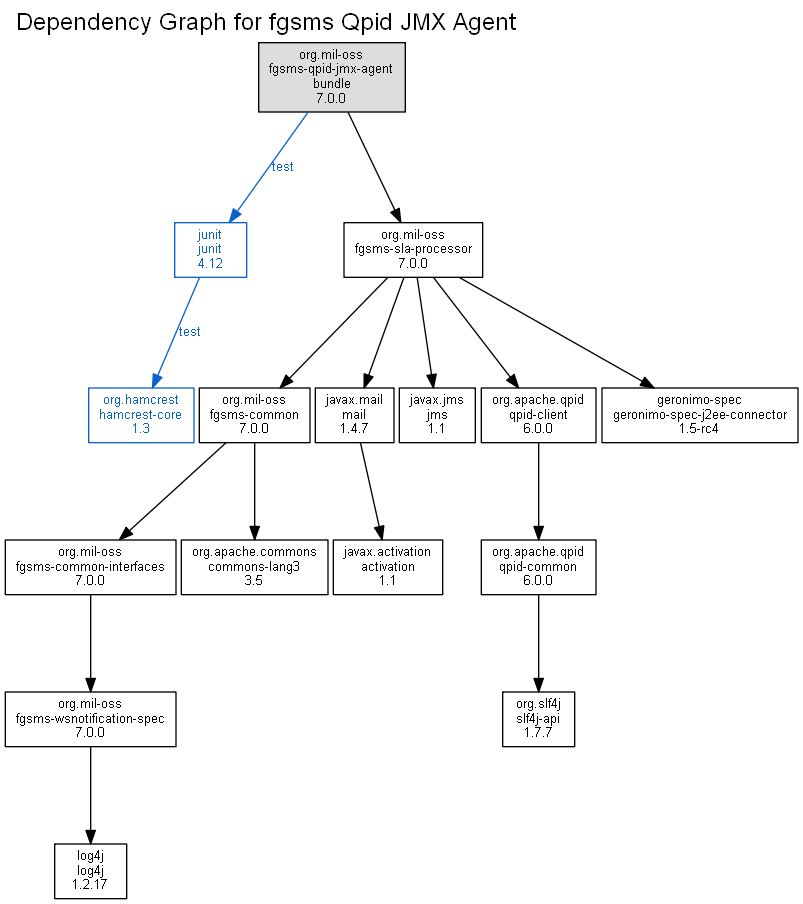 Dependency Graph for fgsms Qpid JMX Agent
org.mil-oss
fgsms-qpid-jmx-agent
bundle
7.0.0
test
junit
junit
4.12
org.mil-oss
fgsms-sla-processor
7.0.0
test
org.hamcrest
hamcrest-core
1.3
org.mil-oss
fgsms-common
7.0.0
javax.mail
mail
1.4.7
javax.jms
jms
1.1
org.apache.qpid
qpid-client
6.0.0
geronimo-spec
geronimo-spec-j2ee-connector
1.5-rc4
org.mil-oss
fgsms-common-interfaces
7.0.0
org.apache.commons
commons-lang3
3.5
javax.activation
activation
1.1
org.apache.qpid
qpid-common
6.0.0
org.mil-oss
fgsms-wsnotification-spec
7.0.0
org.slf4j
slf4j-api
1.7.7
log4j
log4j
1.2.17